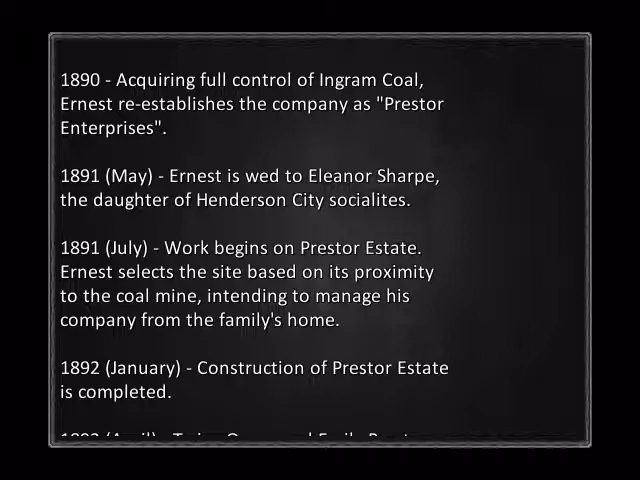 1890 - Acquiring full control of Ingram Coal,
Ernest re-establishes the company as "Prestor
Enterprises".
1891 (May) - Ernest is wed to Eleanor Sharpe,
the daughter of Henderson City socialites.
1891 (July) - Work begins on Prestor Estate.
Ernest selects the site based on its proximity
to the coal mine, intending to manage his
company from the family's home.
1892 (January) - Construction of Prestor Estate
is completed.